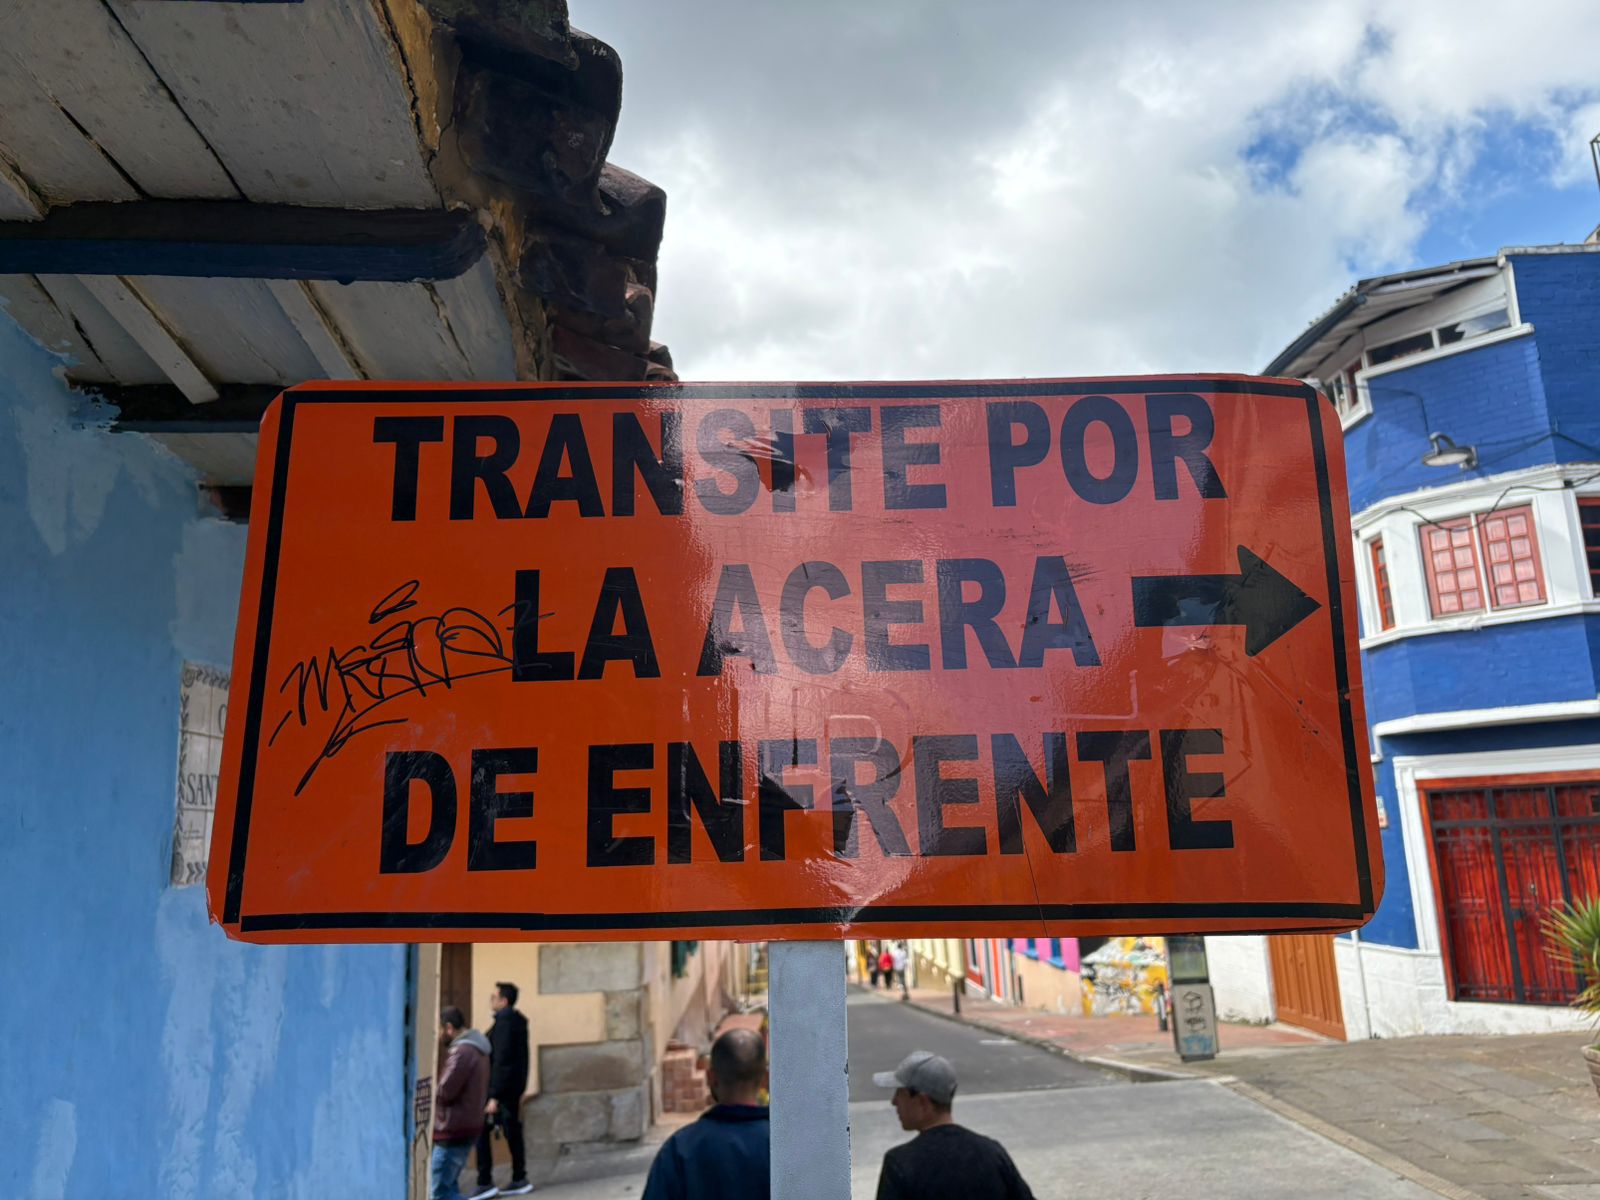 TRANSITE POR
LA ACERA
DE ENFRENTE